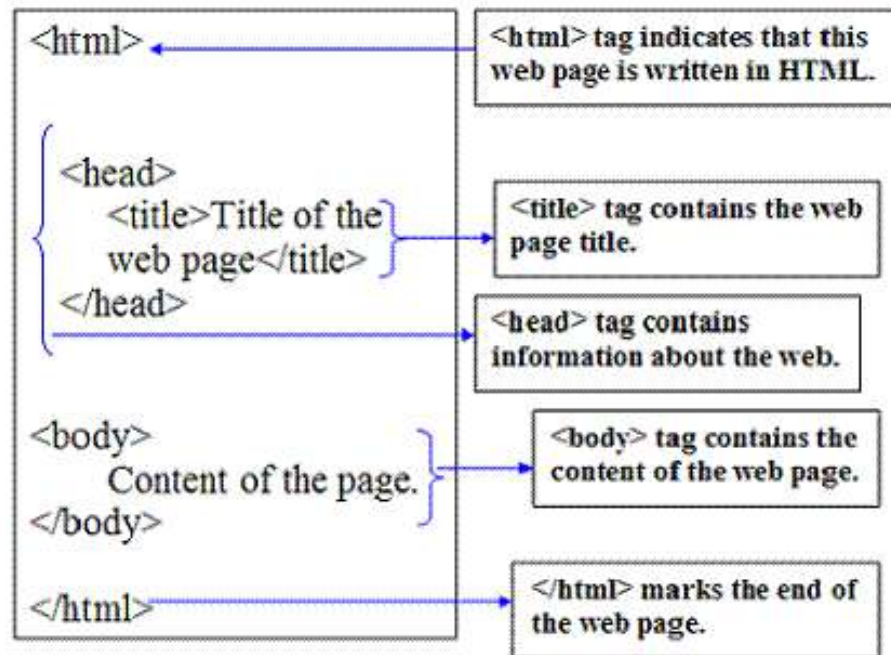 <html>
<html> tag indicates that this
web page is written in HTML.
<head>
<title>Title of the
web page</title>
</head>
<title> tag contains the web
page title.
<head> tag contains
information about the web.
<body>
Content of the page.
</body>
<body> tag contains the
content of the web page.
</html>
</html> marks the end of
the web page.